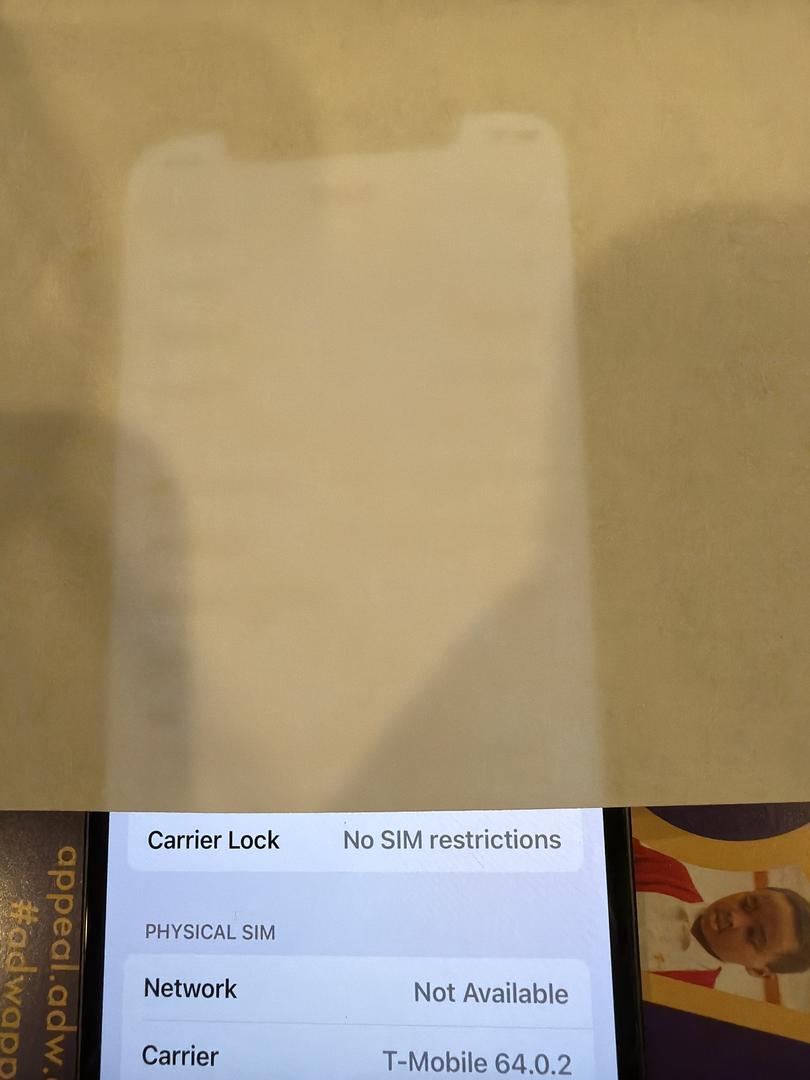 Carrier Lock No SIM restrictions
PHYSICAL SIM
Network Not Available
Carrier T-Mobile 64.0.2
appeal.adw.
#adwapp